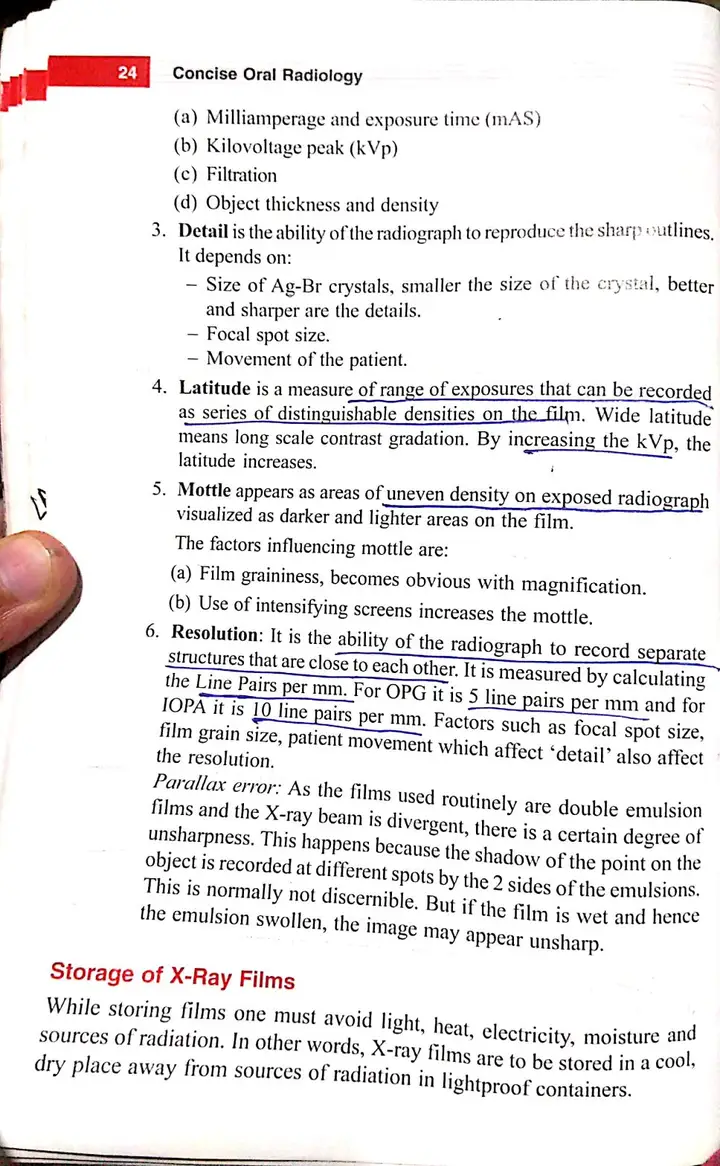 24
Concise Oral Radiology
(a) Milliamperage and exposure time (mAS)
(b) Kilovoltage peak (kVp)
(c) Filtration
(d) Object thickness and density
3. Detail is the ability of the radiograph to reproduce the sharp outlines.
It depends on:
– Size of Ag-Br crystals, smaller the size of the crystal, better
and sharper are the details.
– Focal spot size.
– Movement of the patient.
4. Latitude is a measure of range of exposures that can be recorded
as series of distinguishable densities on the film. Wide latitude
means long scale contrast gradation. By increasing the kVp, the
latitude increases.
5. Mottle appears as areas of uneven density on exposed radiograph
visualized as darker and lighter areas on the film.
The factors influencing mottle are:
(a) Film graininess, becomes obvious with magnification.
(b) Use of intensifying screens increases the mottle.
6. Resolution: It is the ability of the radiograph to record separate
structures that are close to each other. It is measured by calculating
the Line Pairs per mm. For OPG it is 5 line pairs per mm and for
IOPA it is 10 line pairs per mm. Factors such as focal spot size,
film grain size, patient movement which affect ‘detail’ also affect
the resolution.
Parallax error: As the films used routinely are double emulsion
films and the X-ray beam is divergent, there is a certain degree of
unsharpness. This happens because the shadow of the point on the
object is recorded at different spots by the 2 sides of the emulsions.
This is normally not discernible. But if the film is wet and hence
the emulsion swollen, the image may appear unsharp.
Storage of X-Ray Films
While storing films one must avoid light, heat, electricity, moisture and
sources of radiation. In other words, X-ray films are to be stored in a cool,
dry place away from sources of radiation in lightproof containers.